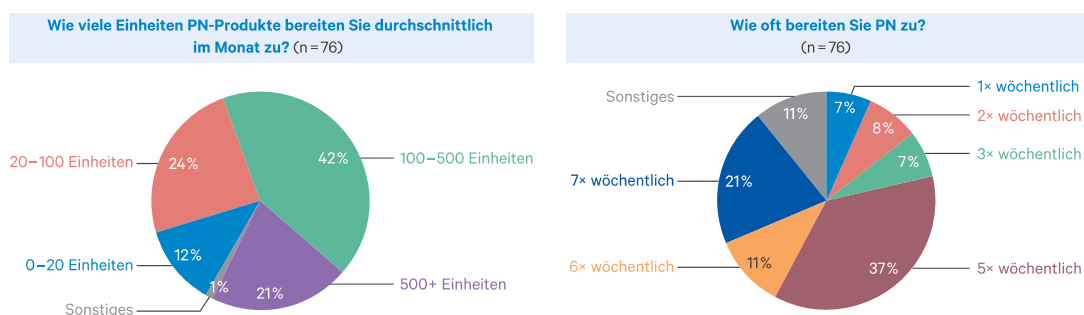 Wie viele Einheiten PN-Produkte bereiten Sie durchschnittlich
im Monat zu? (n = 76)
20–100 Einheiten
24%
42%
100–500 Einheiten
0–20 Einheiten
12%
1%
21%
500+ Einheiten
Sonstiges
Wie oft bereiten Sie PN zu?
(n = 76)
Sonstiges
11%
7%
1× wöchentlich
8%
2× wöchentlich
7%
3× wöchentlich
7× wöchentlich
21%
6× wöchentlich
11%
37%
5× wöchentlich